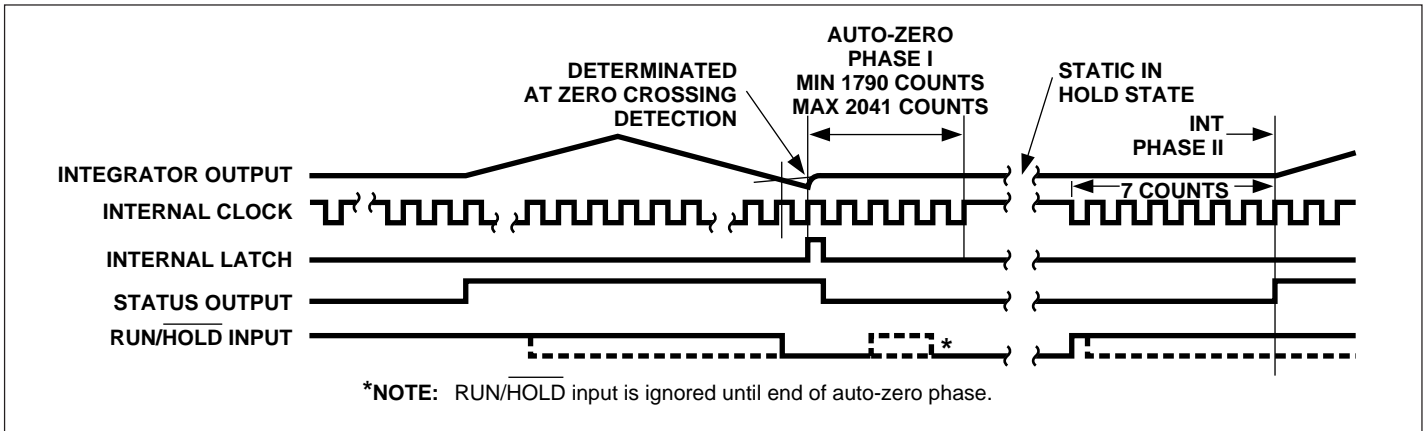 AUTO-ZERO
PHASE I
MIN 1790 COUNTS
MAX 2041 COUNTS
DETERMINATED
AT ZERO CROSSING
DETECTION
STATIC IN
HOLD STATE
INT
PHASE II
INTEGRATOR OUTPUT
7 COUNTS
INTERNAL CLOCK
INTERNAL LATCH
STATUS OUTPUT
RUN/HOLD INPUT
*
*NOTE: RUN/HOLD input is ignored until end of auto-zero phase.